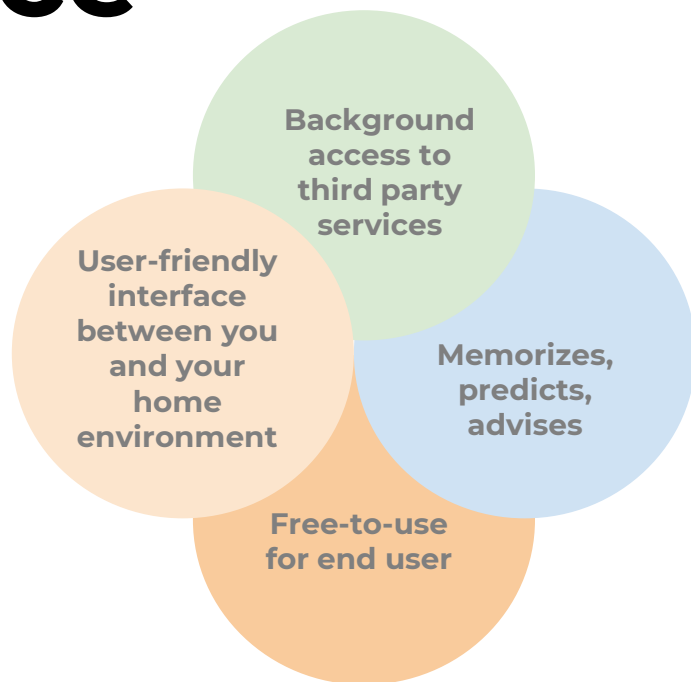 Background
access to
third party
services
User-friendly
interface
between you
and your
home
environment
Memorizes,
predicts,
advises
Free-to-use
for end user